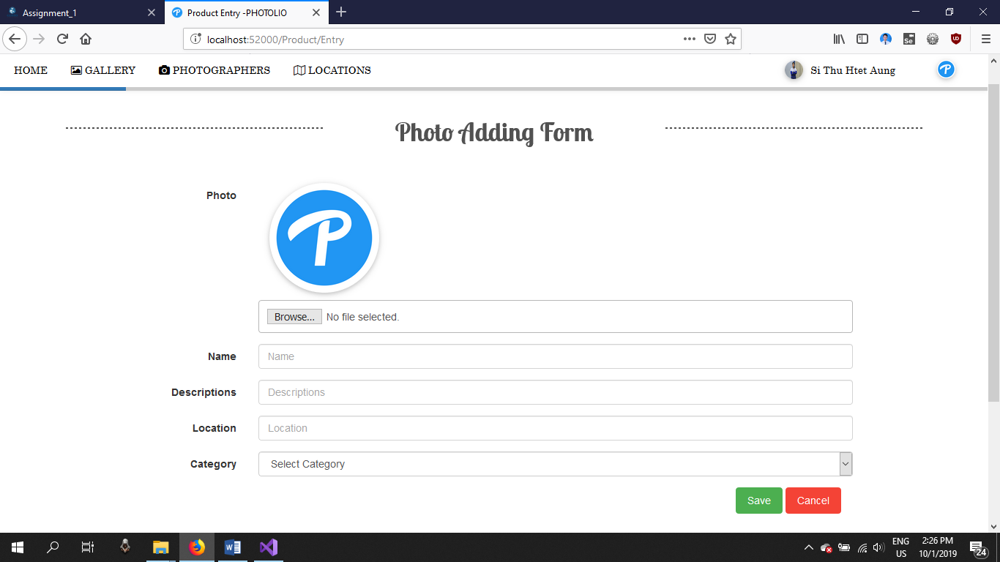 Assignment_1
Product Entry -PHOTOLIO
localhost:52000/Product/Entry
HOME GALLERY PHOTOGRAPHERS LOCATIONS Si Thu Htet Aung
Photo Adding Form
Photo
Browse... No file selected.
Name Name
Descriptions Descriptions
Location Location
Category Select Category
Save Cancel
ENG 2:26 PM
US 10/1/2019 24